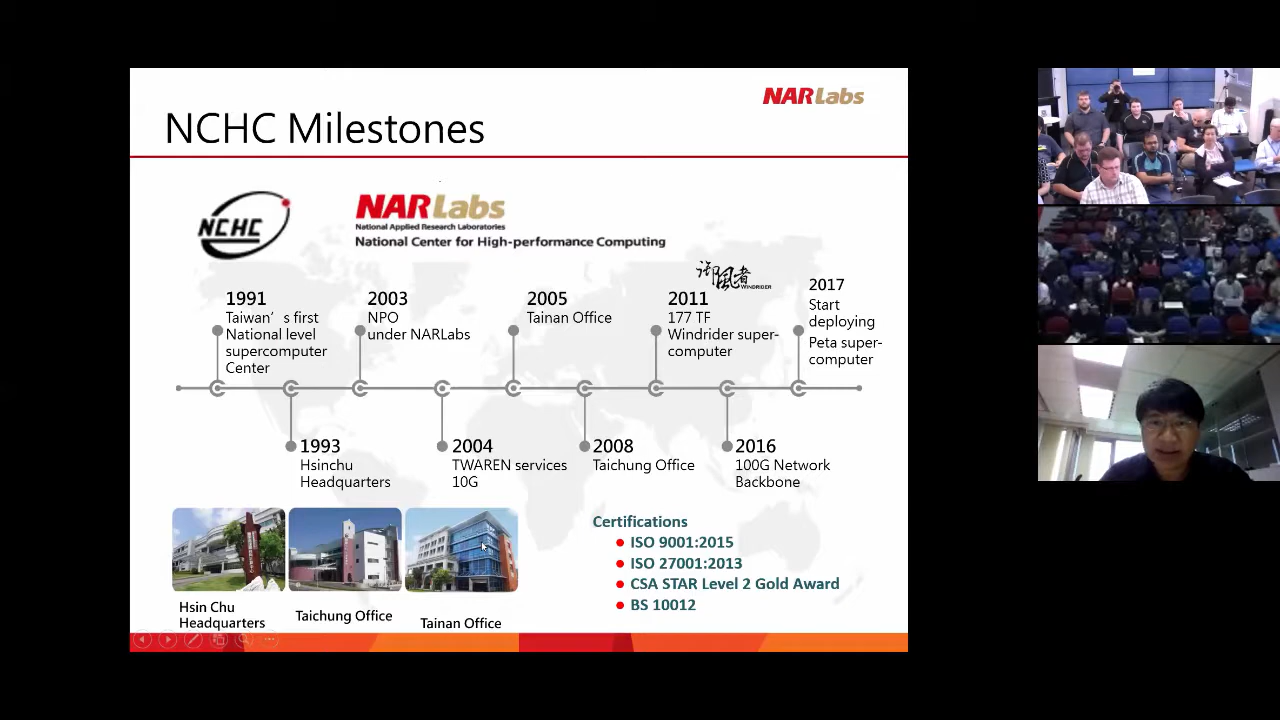 NARLabs
NCHC Milestones
NCHC
NARLabs
National Applied Research Laboratories
National Center for High-performance Computing
御風者
WINDRIGER
1991
Taiwan's first
National level
supercomputer
Center
2003
NPO
under NARLabs
2005
Tainan Office
2011
177 TF
Windrider super-
computer
2017
Start
deploying
Peta super-
computer
1993
Hsinchu
Headquarters
2004
TWAREN services
10G
2008
Taichung Office
2016
100G Network
Backbone
Certifications
ISO 9001:2015
ISO 27001:2013
CSA STAR Level 2 Gold Award
BS 10012
Hsin Chu
Headquarters
Taichung Office
Tainan Office